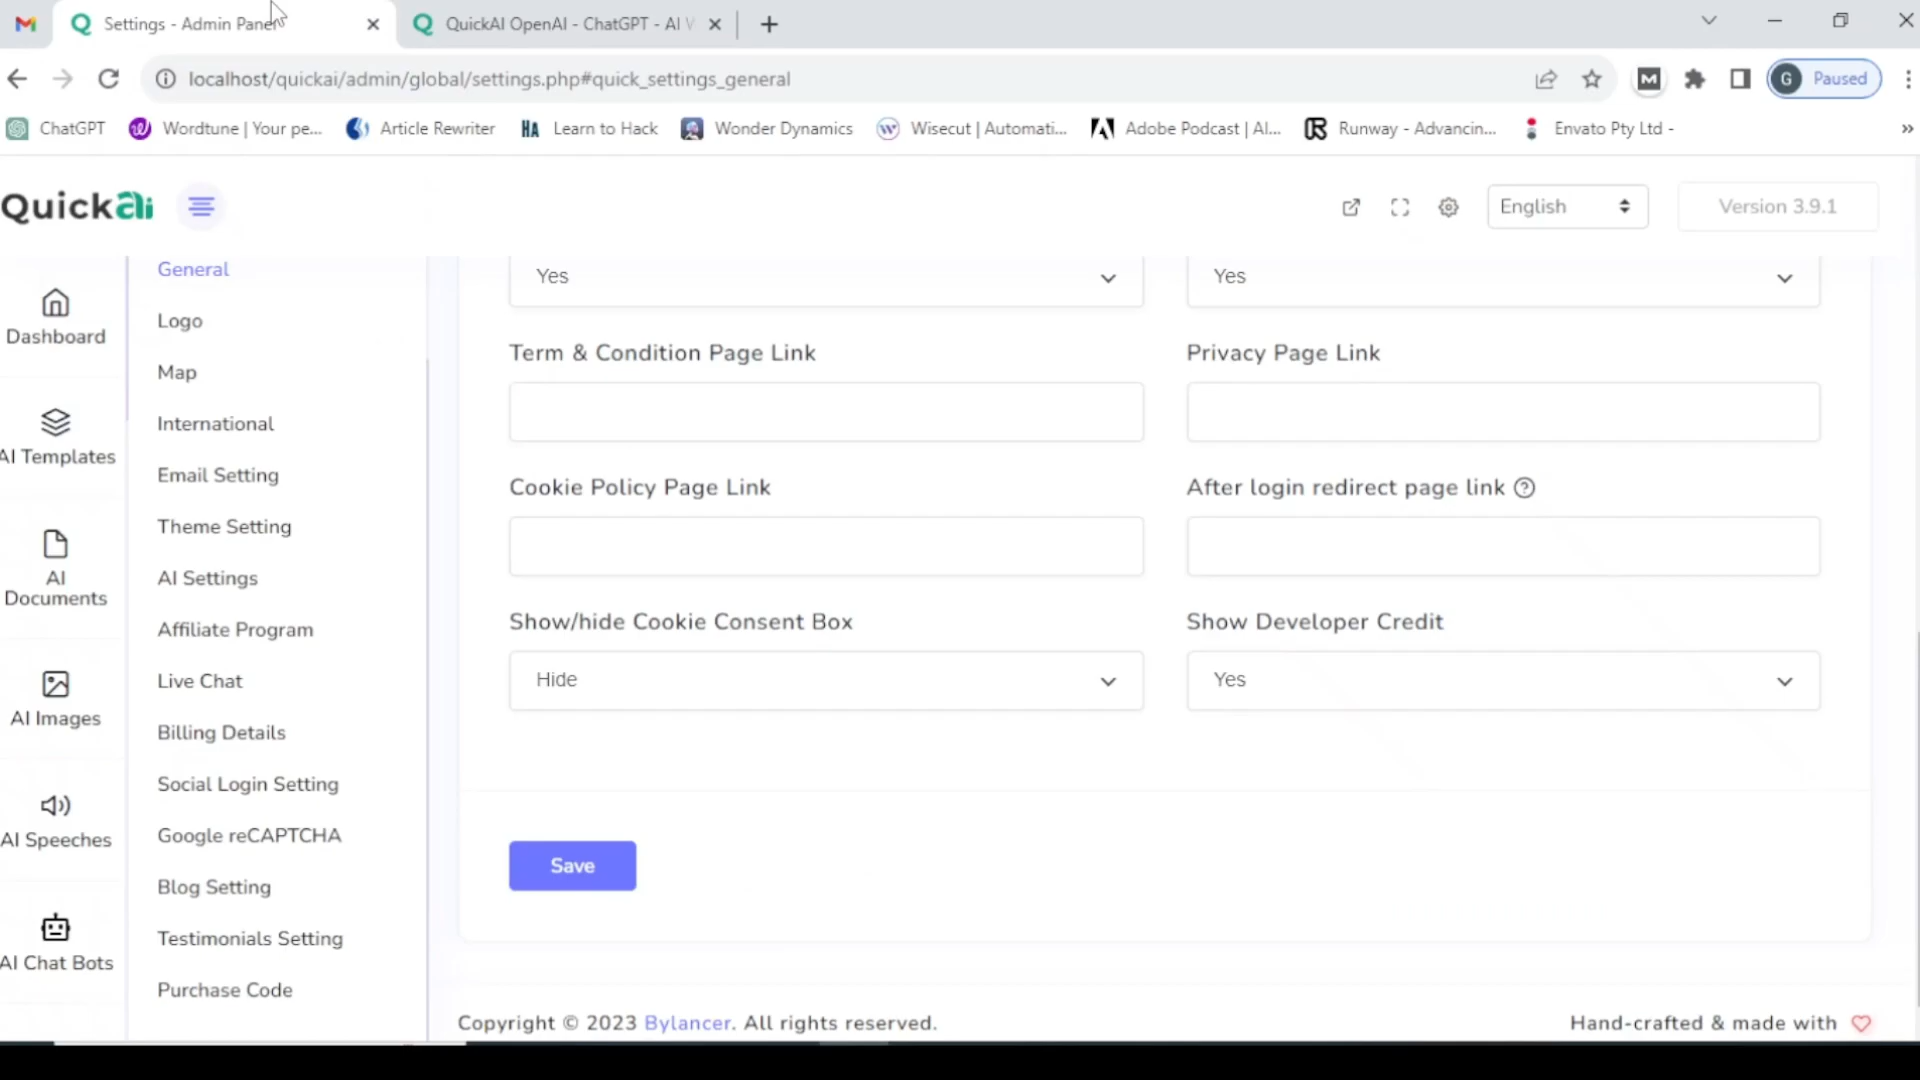 Settings - Admin Panel
QuickAI OpenAI - ChatGPT - AI W
localhost/quickai/admin/global/settings.php#quick_settings_general
G Paused
ChatGPT
Wordtune | Your pe...
Article Rewriter
HA Learn to Hack
Wonder Dynamics
Wisecut | Automati...
Adobe Podcast | AI...
Runway - Advancin...
Envato Pty Ltd -
QuickAi
English
Version 3.9.1
Dashboard
AI Templates
AI
Documents
AI Images
AI Speeches
AI Chat Bots
General
Logo
Map
International
Email Setting
Theme Setting
AI Settings
Affiliate Program
Live Chat
Billing Details
Social Login Setting
Google reCAPTCHA
Blog Setting
Testimonials Setting
Purchase Code
Yes
Yes
Term & Condition Page Link
Privacy Page Link
Cookie Policy Page Link
After login redirect page link
Show/hide Cookie Consent Box
Show Developer Credit
Hide
Yes
Save
Copyright © 2023 Bylancer. All rights reserved.
Hand-crafted & made with